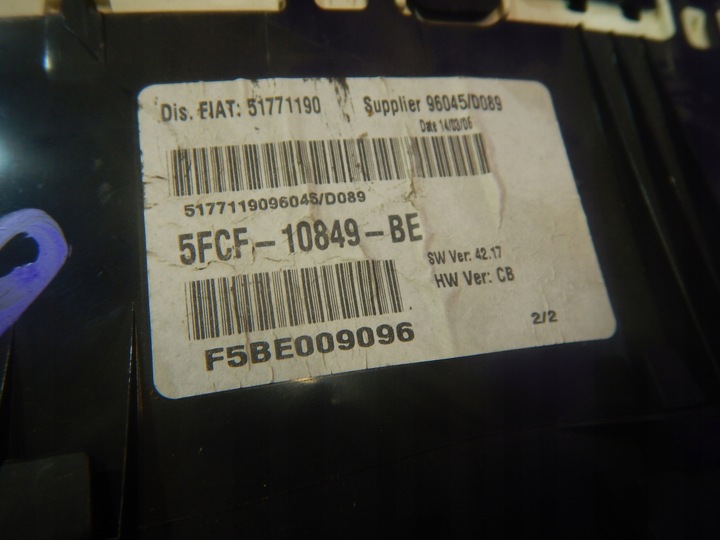 Dis. FIAT: 51771190 Supplier 96045/D089
Date 14/03/06
5177119096045/D089
5FCF-10849-BE
SW Ver: 42.17
HW Ver: CB
F5BE009096
2/2